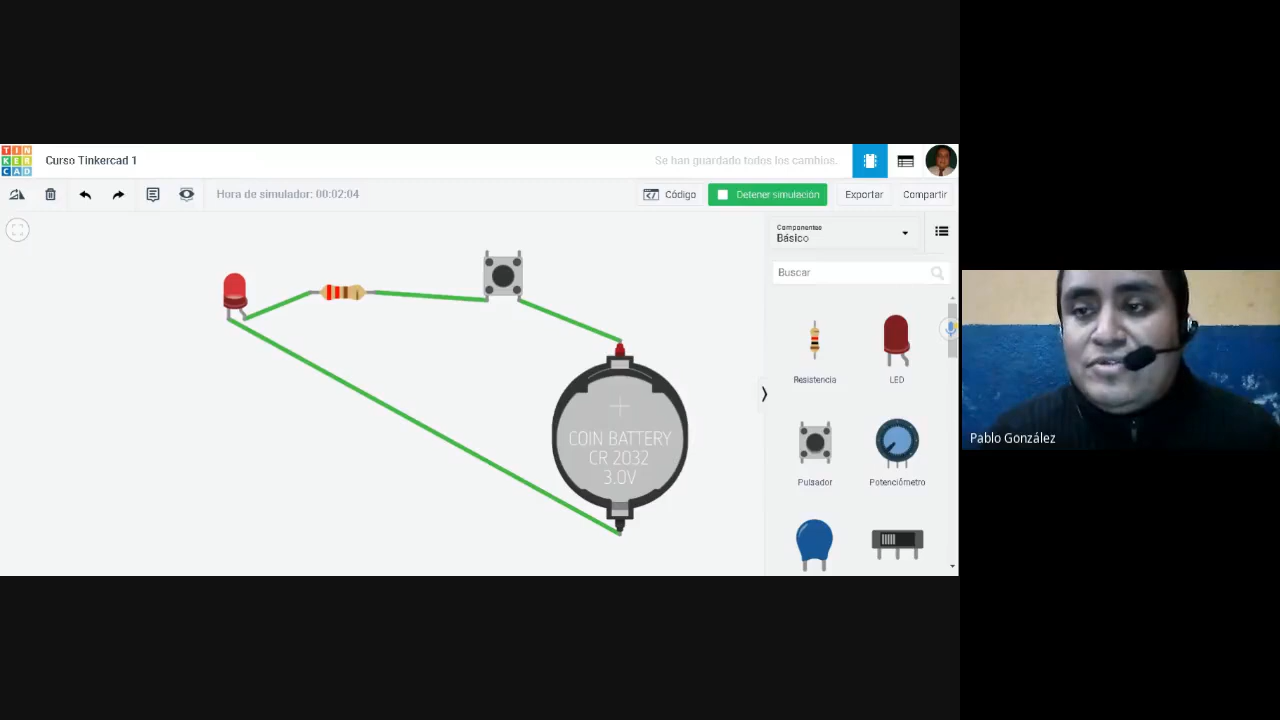 TIN
KER
CAD
Curso Tinkercad 1
Se han guardado todos los cambios.
Hora de simulador: 00:02:04
Código
Detener simulación
Exportar
Compartir
Componentes
Básico
Buscar
Resistencia
LED
Pulsador
Potenciómetro
COIN BATTERY
CR 2032
3.0V
Pablo González